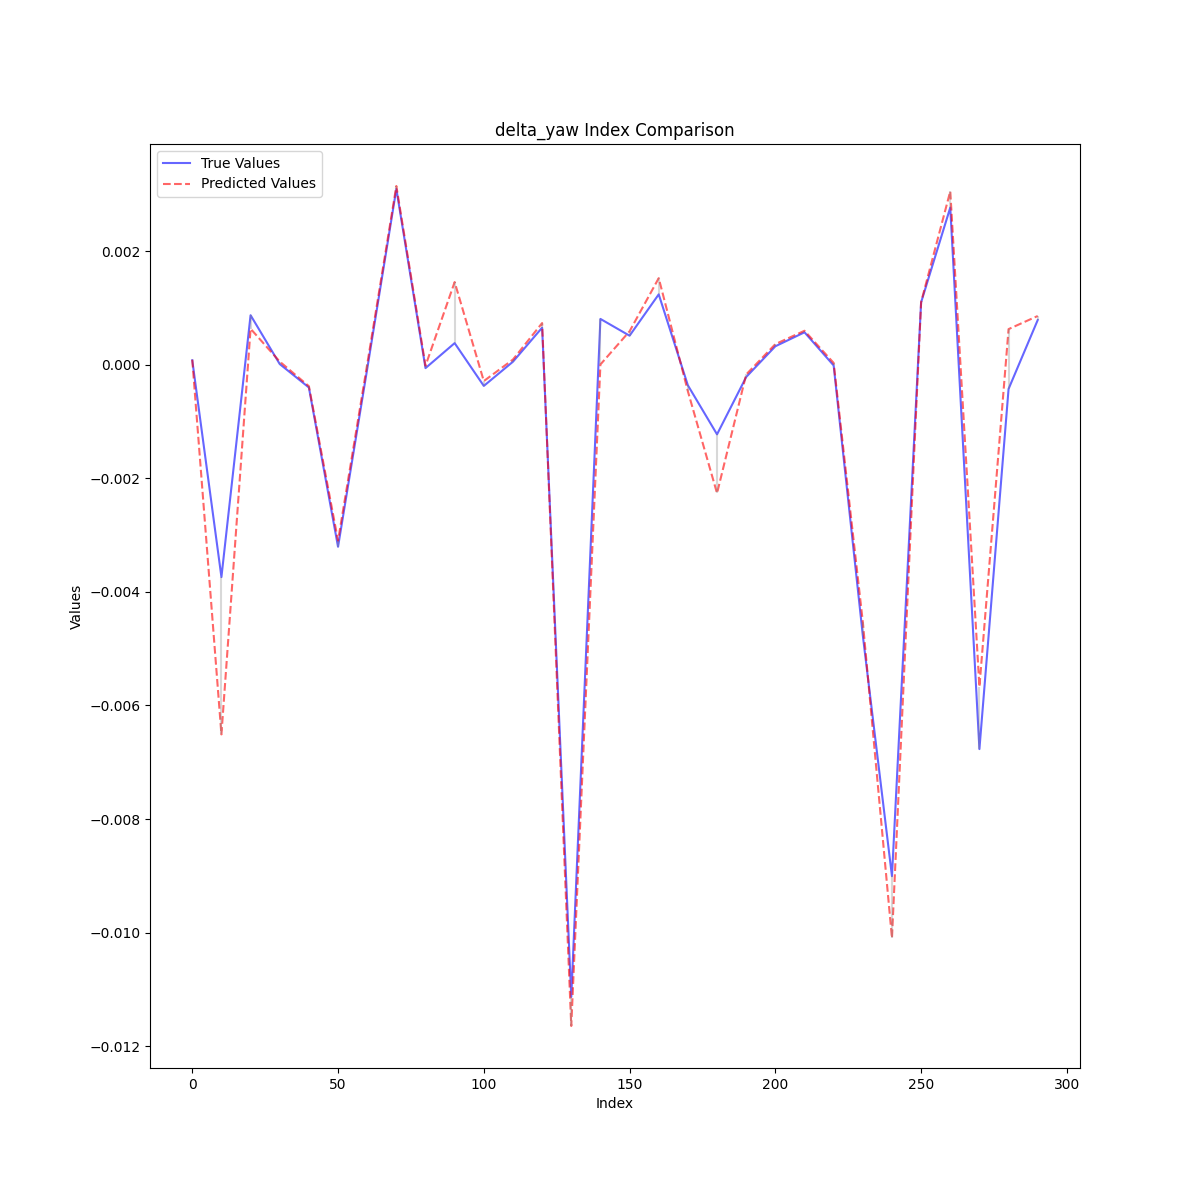 delta_yaw Index Comparison
True Values
Predicted Values
0.002
0.000
−0.002
−0.004
−0.006
−0.008
−0.010
−0.012
Values
0 50 100 150 200 250 300
Index